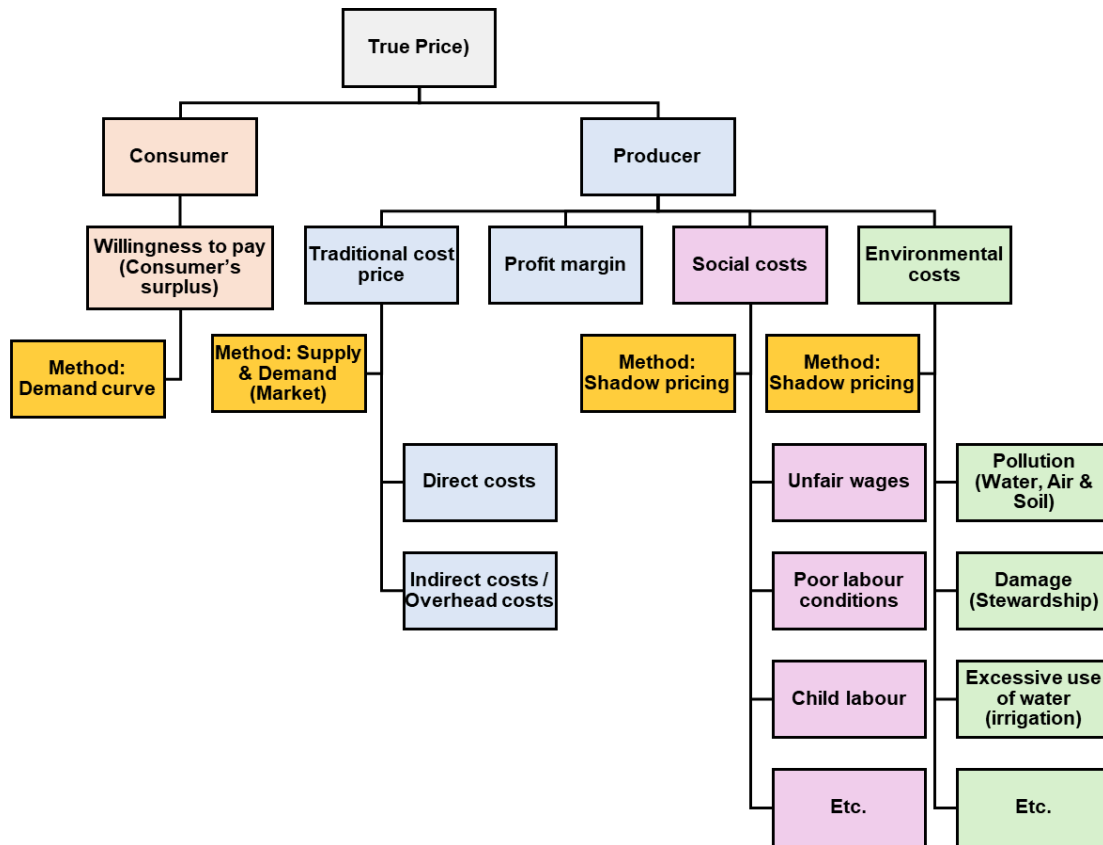 True Price)
Consumer
Producer
Willingness to pay
(Consumer's
surplus)
Traditional cost
price
Profit margin
Social costs
Environmental
costs
Method:
Demand curve
Method: Supply
& Demand
(Market)
Method:
Shadow pricing
Method:
Shadow pricing
Direct costs
Unfair wages
Pollution
(Water, Air &
Soil)
Indirect costs /
Overhead costs
Poor labour
conditions
Damage
(Stewardship)
Child labour
Excessive use
of water
(irrigation)
Etc.
Etc.